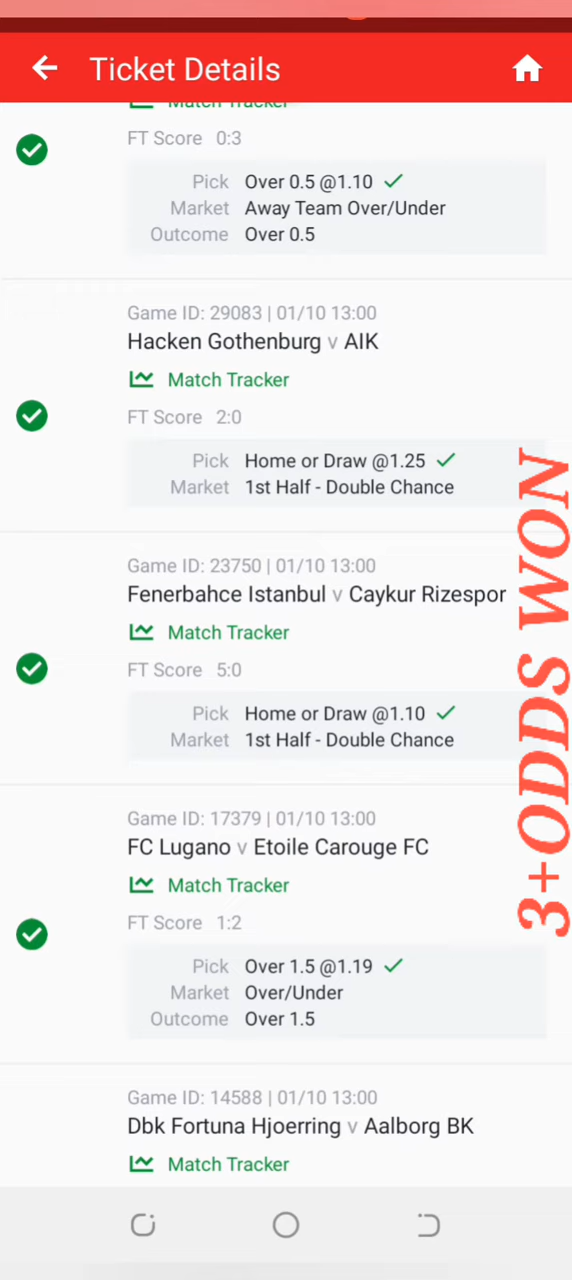 Ticket Details
Match Tracker
FT Score 0:3
Pick Over 0.5 @1.10
Market Away Team Over/Under
Outcome Over 0.5
Game ID: 29083 | 01/10 13:00
Hacken Gothenburg v AIK
Match Tracker
FT Score 2:0
Pick Home or Draw @1.25
Market 1st Half - Double Chance
Game ID: 23750 | 01/10 13:00
Fenerbahce Istanbul v Caykur Rizespor
Match Tracker
FT Score 5:0
Pick Home or Draw @1.10
Market 1st Half - Double Chance
Game ID: 17379 | 01/10 13:00
FC Lugano v Etoile Carouge FC
Match Tracker
FT Score 1:2
Pick Over 1.5 @1.19
Market Over/Under
Outcome Over 1.5
Game ID: 14588 | 01/10 13:00
Dbk Fortuna Hjoerring v Aalborg BK
Match Tracker
3+ODDS WON